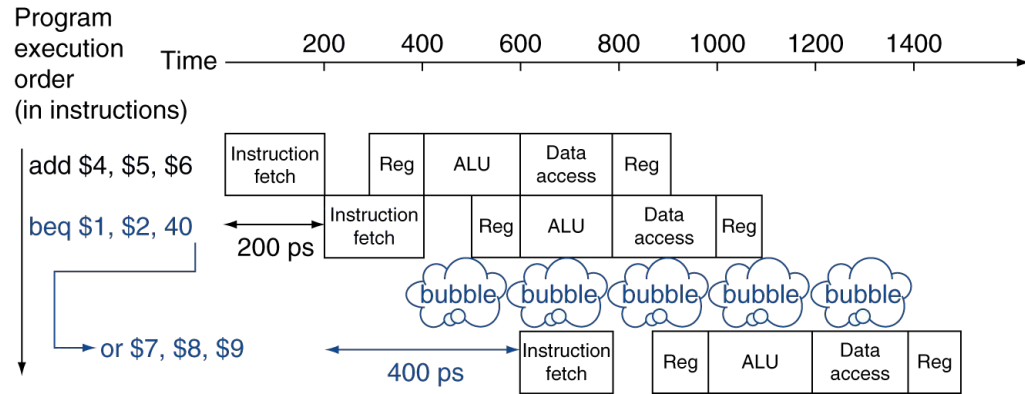 Program
execution
order
(in instructions)
Time
200 400 600 800 1000 1200 1400
add $4, $5, $6
Instruction
fetch
Reg
ALU
Data
access
Reg
beq $1, $2, 40
200 ps
Instruction
fetch
Reg
ALU
Data
access
Reg
bubble bubble bubble bubble bubble
or $7, $8, $9
400 ps
Instruction
fetch
Reg
ALU
Data
access
Reg